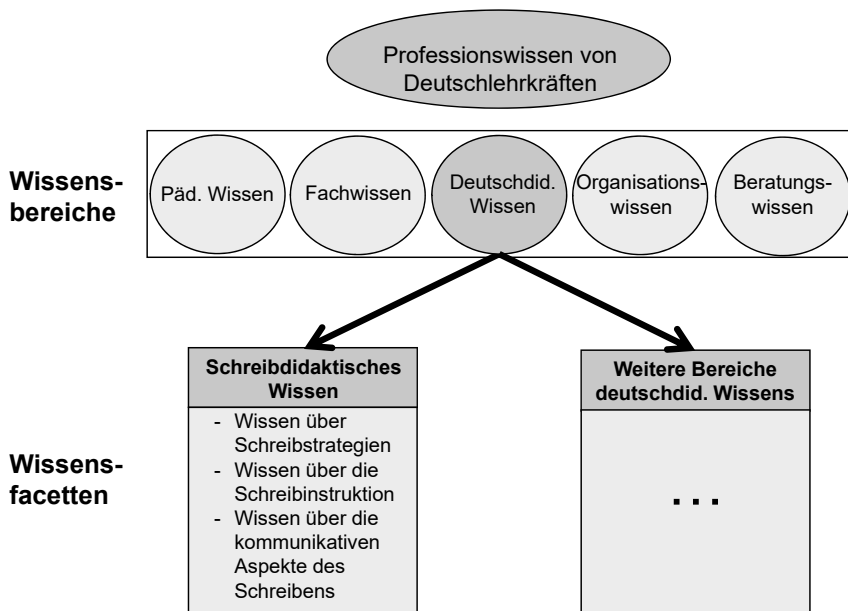 Professionswissen von
Deutschlehrkräften
Wissens-
bereiche
Päd. Wissen
Fachwissen
Deutschdid.
Wissen
Organisations-
wissen
Beratungs-
wissen
Schreibdidaktisches
Wissen
Weitere Bereiche
deutschdid. Wissens
Wissens-
facetten
- Wissen über
Schreibstrategien
- Wissen über die
Schreibinstruktion
- Wissen über die
kommunikativen
Aspekte des
Schreibens
...